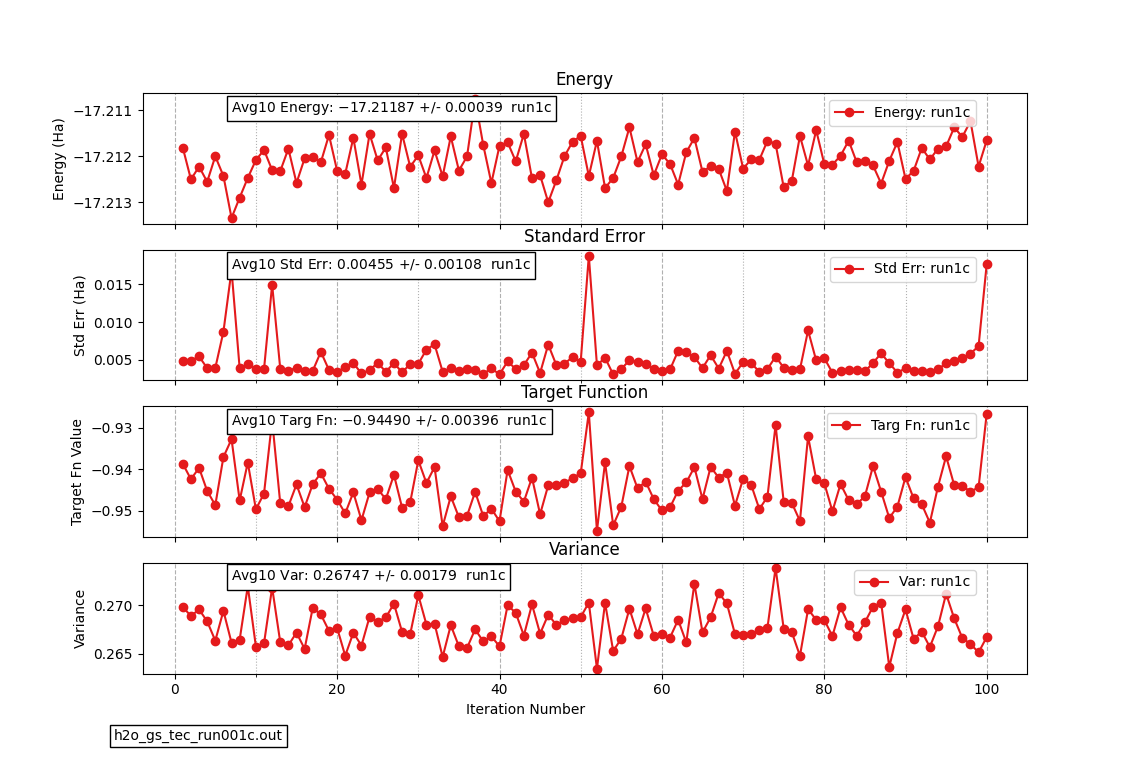 Energy
Avg10 Energy: −17.21187 +/- 0.00039 run1c
Energy: run1c
−17.211
−17.212
−17.213
Energy (Ha)
Standard Error
Avg10 Std Err: 0.00455 +/- 0.00108 run1c
Std Err: run1c
0.015
0.010
0.005
Std Err (Ha)
Target Function
Avg10 Targ Fn: −0.94490 +/- 0.00396 run1c
Targ Fn: run1c
−0.93
−0.94
−0.95
Target Fn Value
Variance
Avg10 Var: 0.26747 +/- 0.00179 run1c
Var: run1c
0.270
0.265
Variance
0 20 40 60 80 100
Iteration Number
h2o_gs_tec_run001c.out